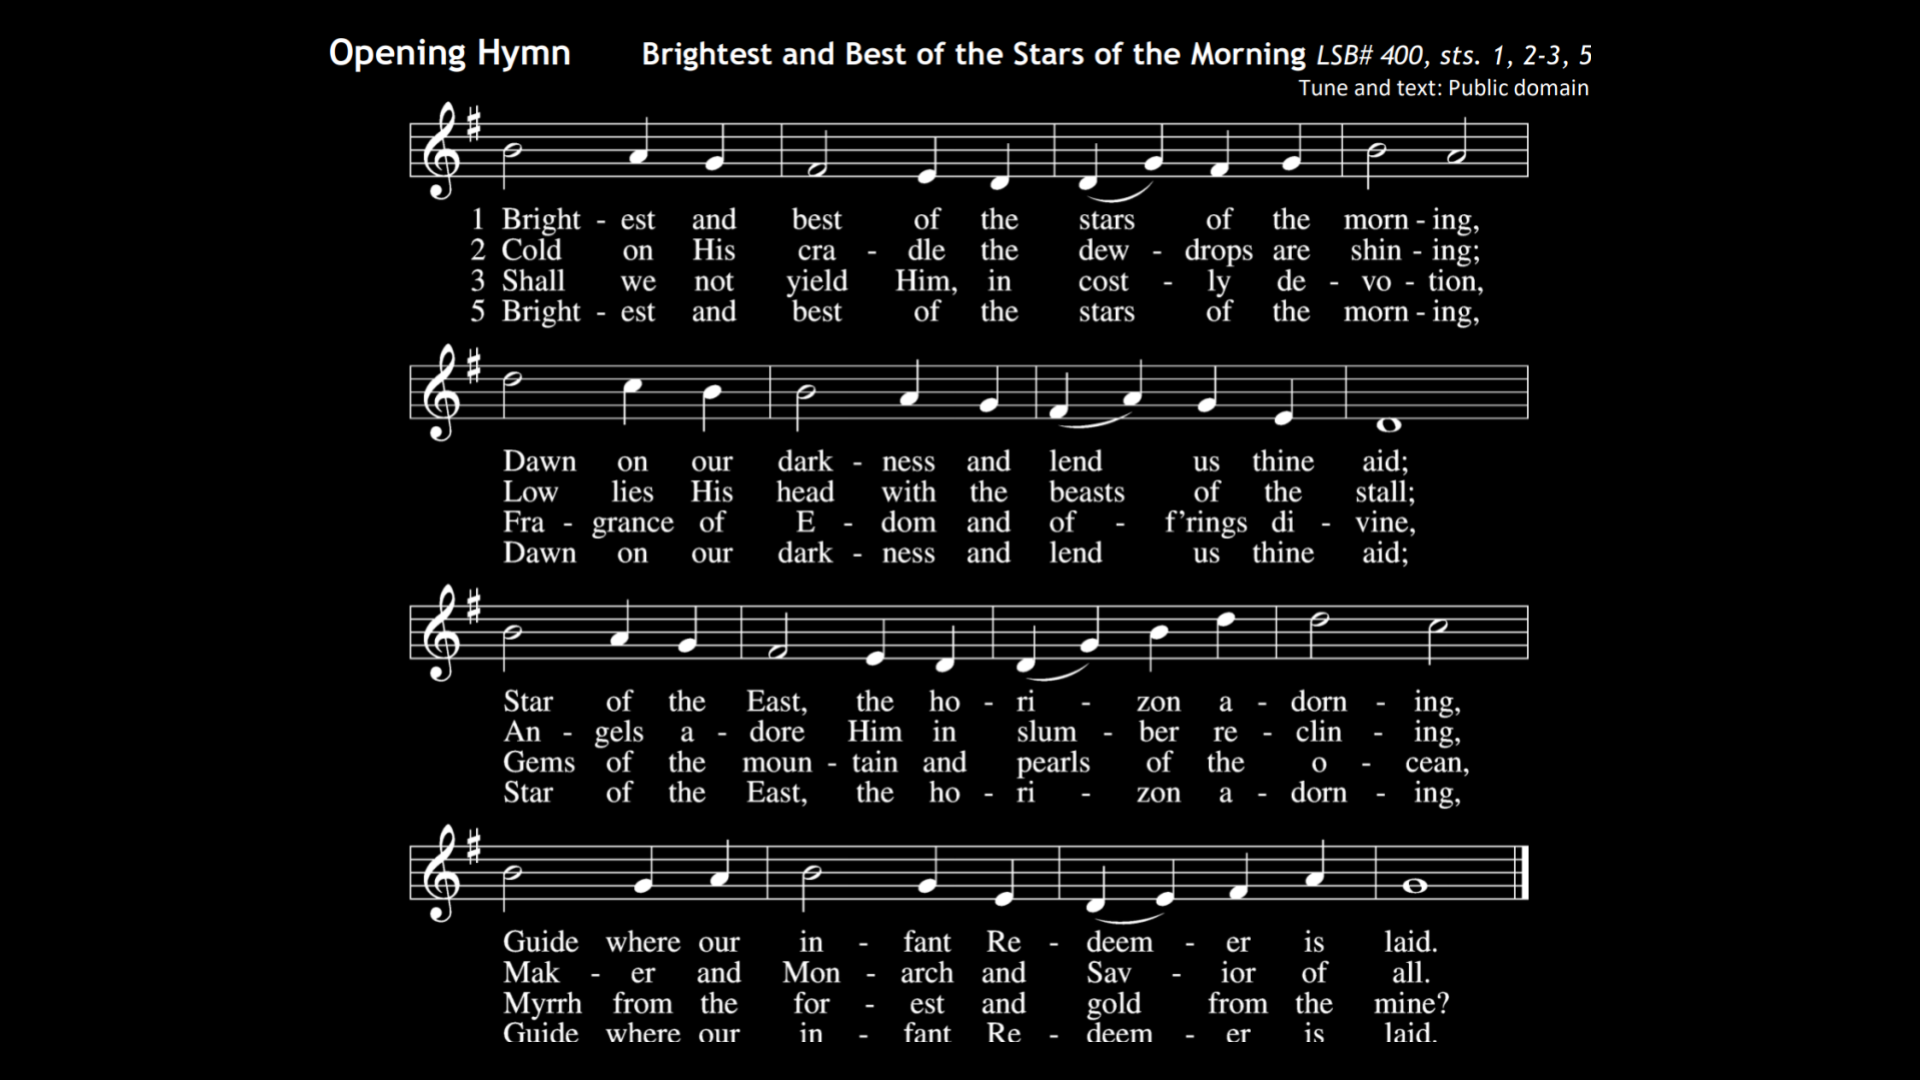 Opening Hymn Brightest and Best of the Stars of the Morning LSB# 400, sts. 1, 2-3, 5
Tune and text: Public domain
1 Bright - est and best of the stars of the morn - ing,
2 Cold on His cra - dle the dew - drops are shin - ing;
3 Shall we not yield Him, in cost - ly de - vo - tion,
5 Bright - est and best of the stars of the morn - ing,
Dawn on our dark - ness and lend us thine aid;
Low lies His head with the beasts of the stall;
Fra - grance of E - dom and of - f'rings di - vine,
Dawn on our dark - ness and lend us thine aid;
Star of the East, the ho - ri - zon a - dorn - ing,
An - gels a - dore Him in slum - ber re - clin - ing,
Gems of the moun - tain and pearls of the o - cean,
Star of the East, the ho - ri - zon a - dorn - ing,
Guide where our in - fant Re - deem - er is laid.
Mak - er and Mon - arch and Sav - ior of all.
Myrrh from the for - est and gold from the mine?
Guide where our in - fant Re - deem - er is laid.